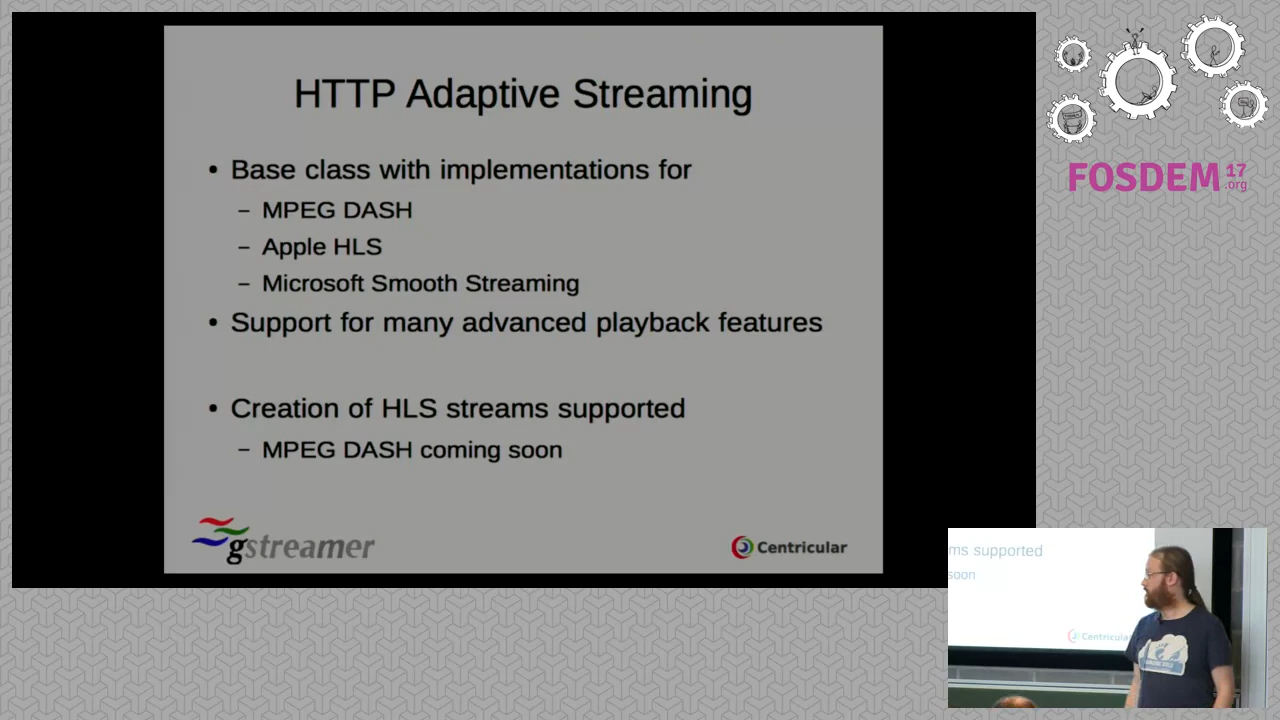 HTTP Adaptive Streaming
• Base class with implementations for
– MPEG DASH
– Apple HLS
– Microsoft Smooth Streaming
• Support for many advanced playback features
• Creation of HLS streams supported
– MPEG DASH coming soon
gstreamer
Centricular
FOSDEM 17
.org
ms supported
soon
Centricular